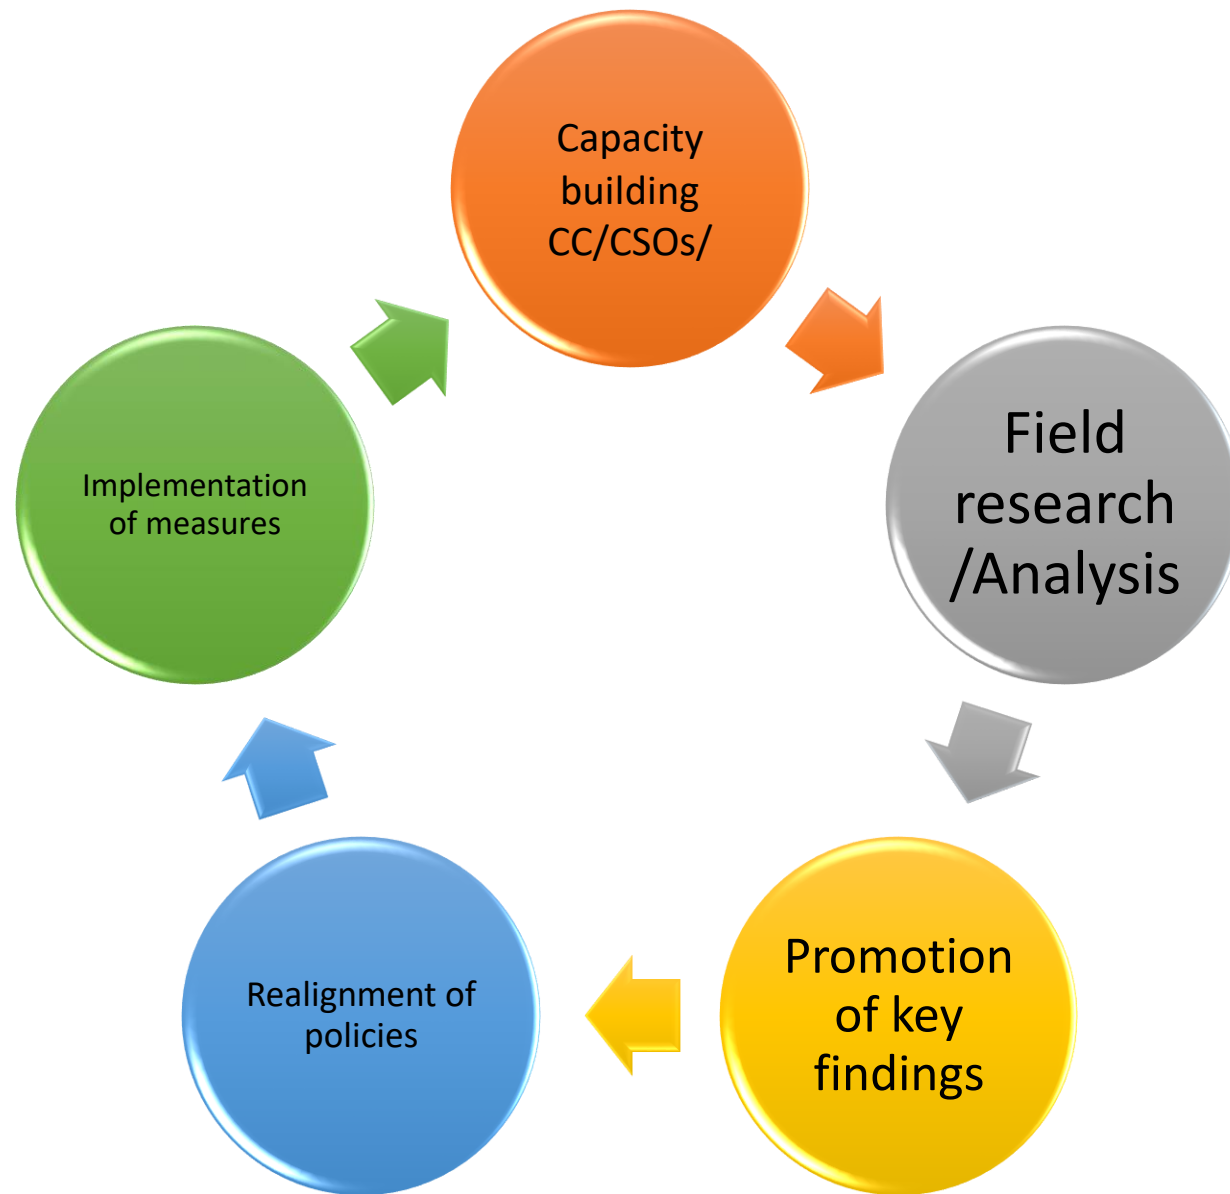 Capacity
building
CC/CSOs/
Field
research
/Analysis
Promotion
of key
findings
Realignment of
policies
Implementation
of measures